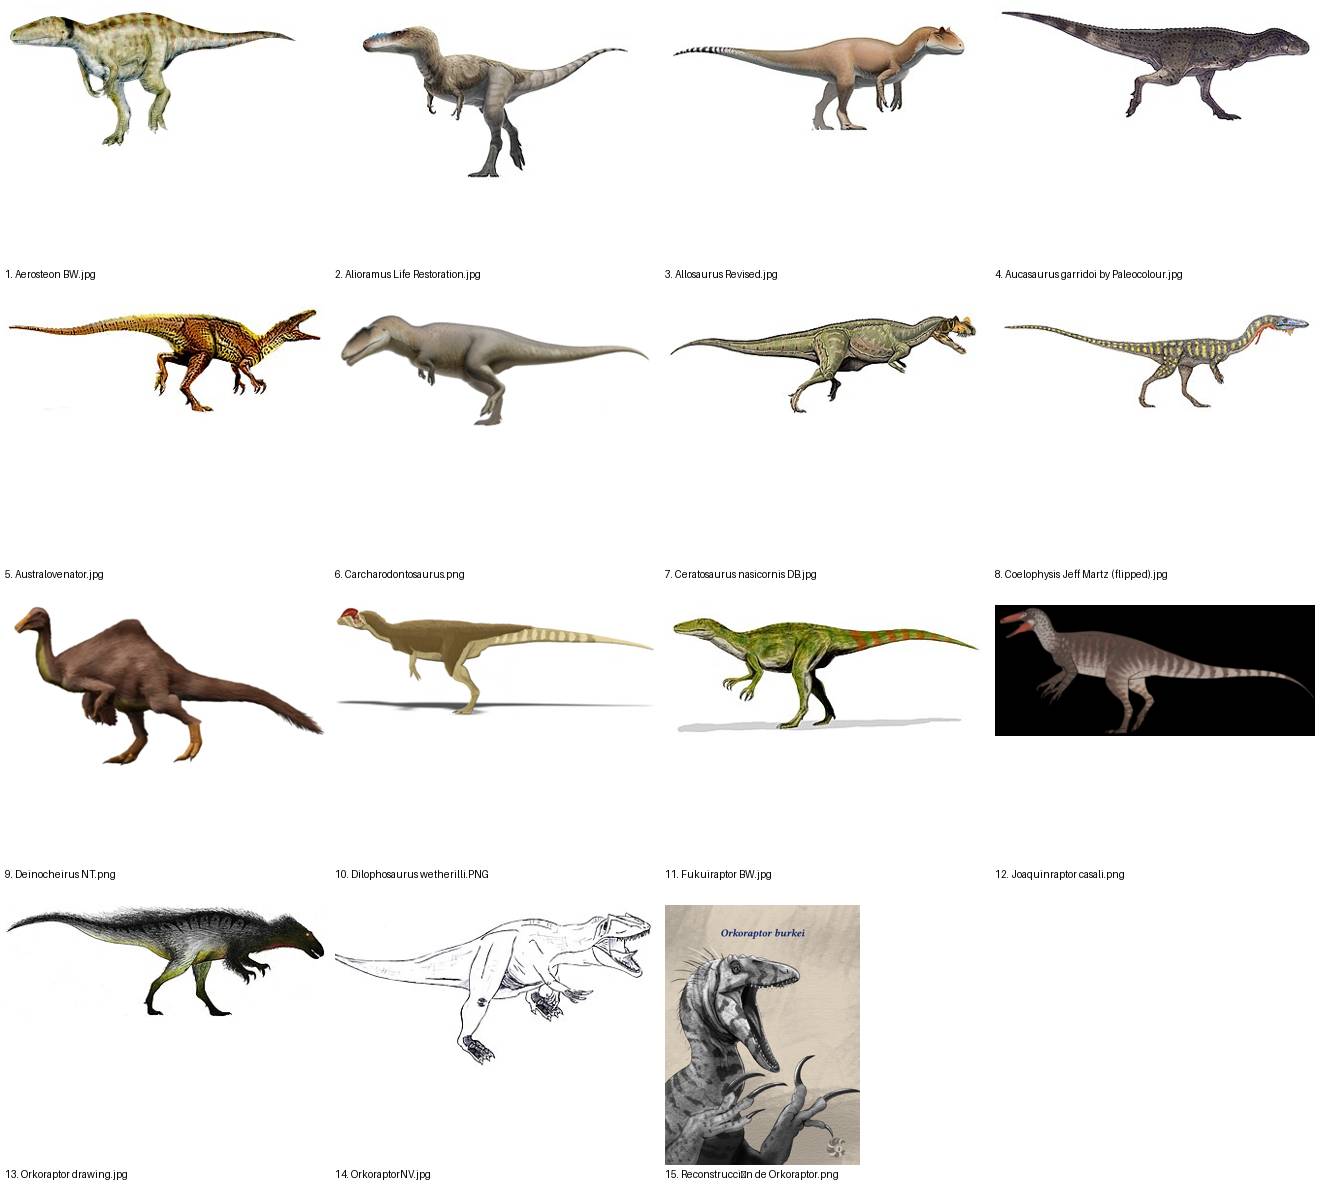 1. Aerosteon BW.jpg
2. Alioramus Life Restoration.jpg
3. Allosaurus Revised.jpg
4. Aucasaurus garridoi by Paleocolour.jpg
5. Australovenator.jpg
6. Carcharodontosaurus.png
7. Ceratosaurus nasicornis DB.jpg
8. Coelophysis Jeff Martz (flipped).jpg
9. Deinocheirus NT.png
10. Dilophosaurus wetherilli.PNG
11. Fukuiraptor BW.jpg
12. Joaquinraptor casali.png
Orkoraptor burkei
13. Orkoraptor drawing.jpg
14. OrkoraptorNV.jpg
15. Reconstrucci▯n de Orkoraptor.png